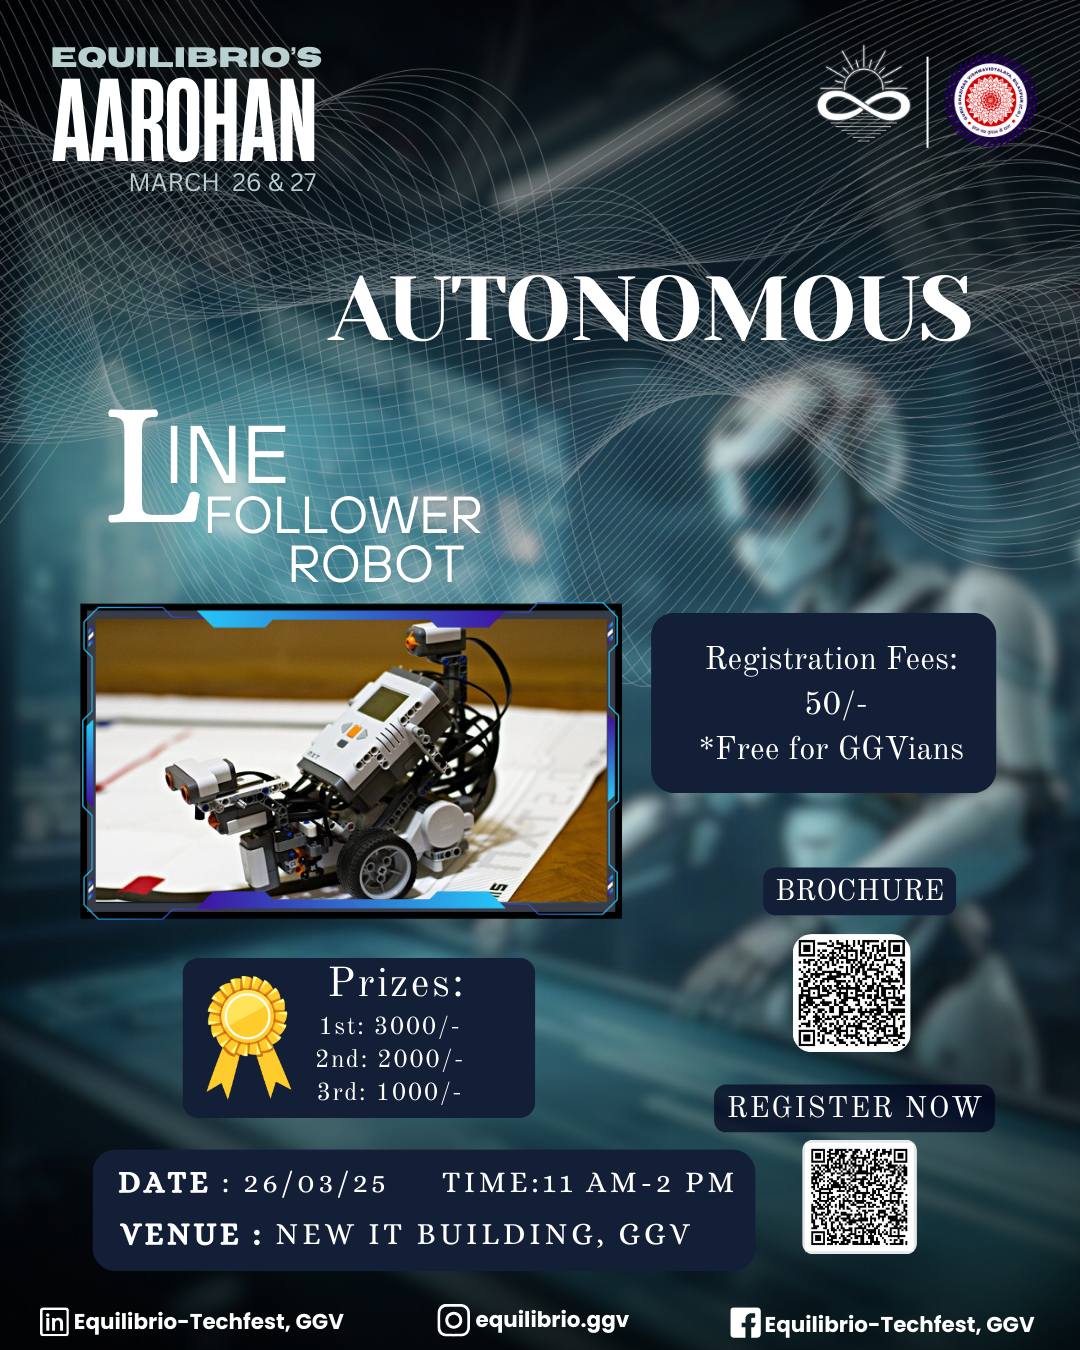 EQUILIBRIO'S
AAROHAN
MARCH 26 & 27
AUTONOMOUS
LINE
FOLLOWER
ROBOT
Registration Fees:
50/-
*Free for GGVians
BROCHURE
Prizes:
1st: 3000/-
2nd: 2000/-
3rd: 1000/-
REGISTER NOW
DATE : 26/03/25 TIME:11 AM-2 PM
VENUE : NEW IT BUILDING, GGV
in Equilibrio-Techfest, GGV
equilibrio.ggv
f Equilibrio-Techfest, GGV